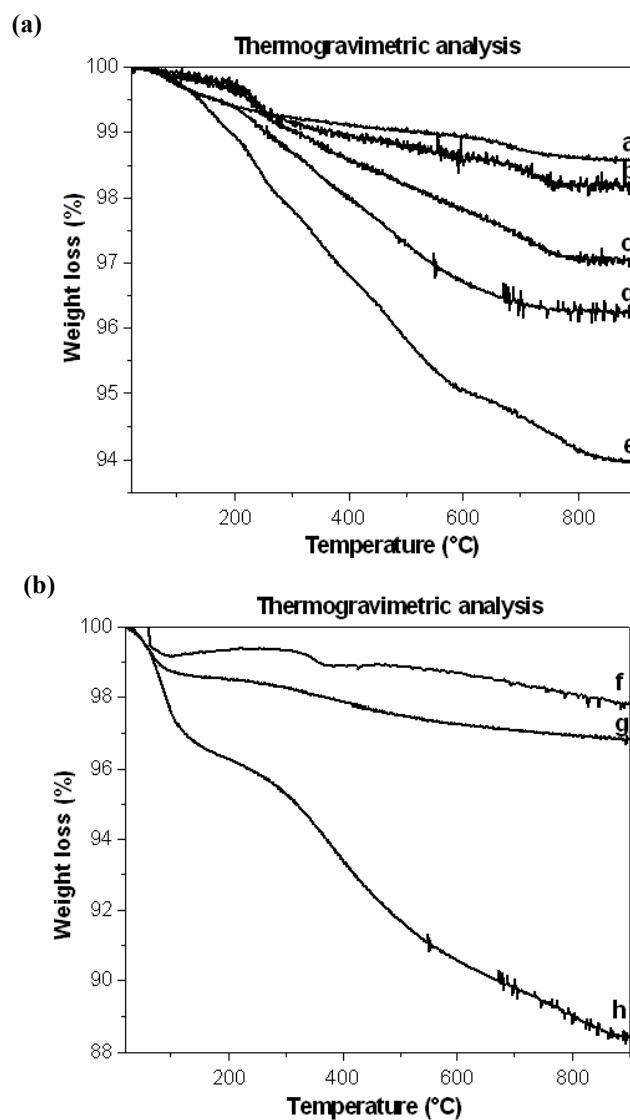 (a)
Thermogravimetric analysis
100
99
98
97
96
95
94
Weight loss (%)
a
b
c
d
e
200 400 600 800
Temperature (°C)
(b)
Thermogravimetric analysis
100
98
96
94
92
90
88
Weight loss (%)
f
g
h
200 400 600 800
Temperature (°C)